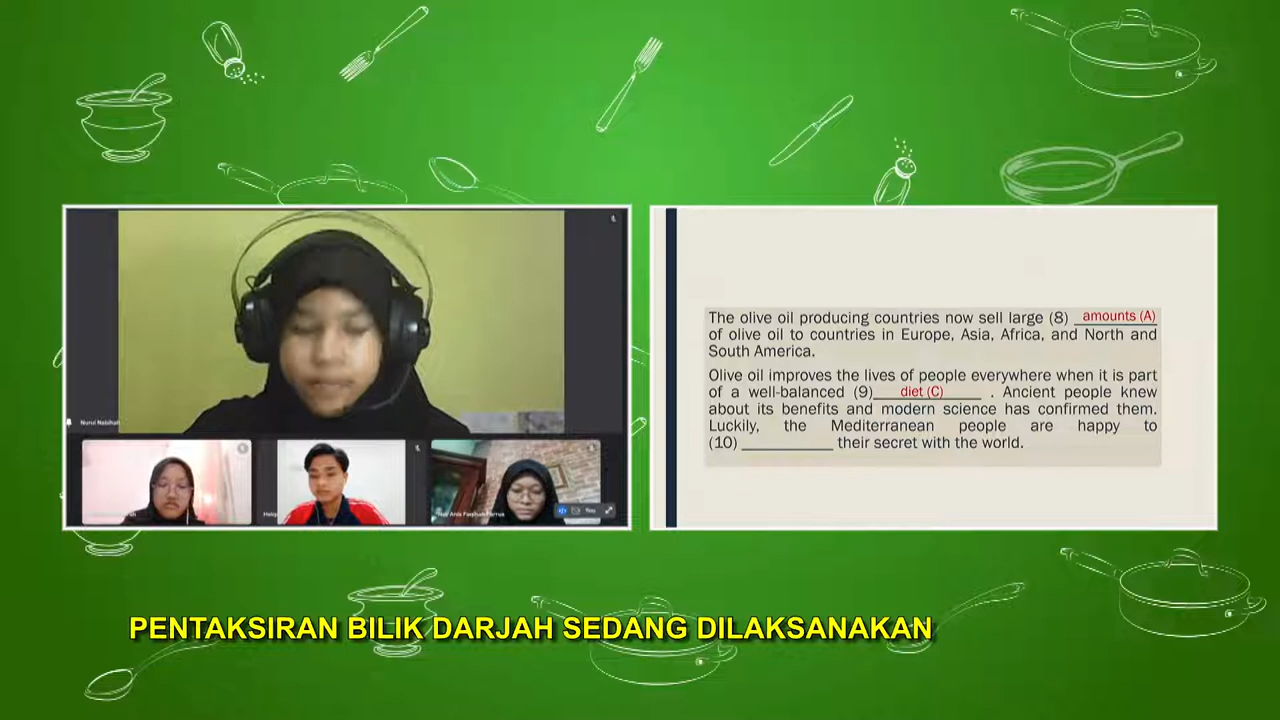 Nurul Nabihah
The olive oil producing countries now sell large (8) amounts (A)
of olive oil to countries in Europe, Asia, Africa, and North and
South America.
Olive oil improves the lives of people everywhere when it is part
of a well-balanced (9) diet (C) . Ancient people knew
about its benefits and modern science has confirmed them.
Luckily, the Mediterranean people are happy to
(10) ____________ their secret with the world.
PENTAKSIRAN BILIK DARJAH SEDANG DILAKSANAKAN